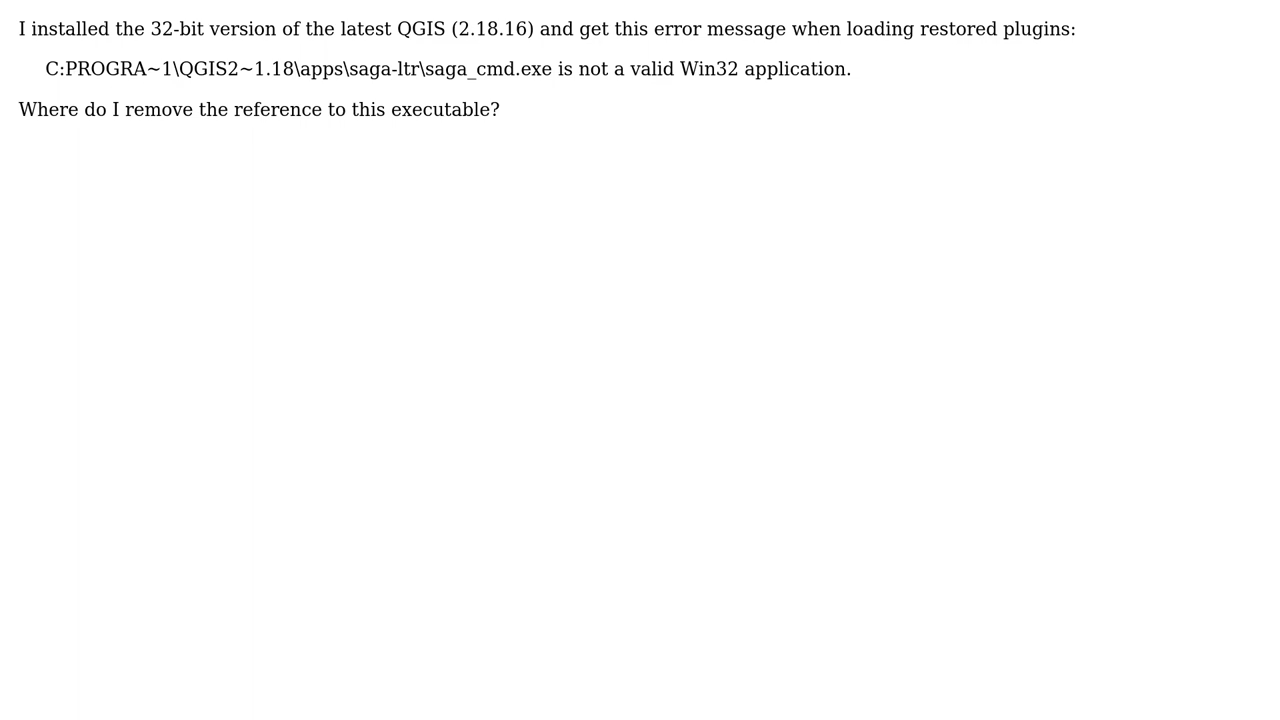 I installed the 32-bit version of the latest QGIS (2.18.16) and get this error message when loading restored plugins:
C:PROGRA~1\QGIS2~1.18\apps\saga-ltr\saga_cmd.exe is not a valid Win32 application.
Where do I remove the reference to this executable?